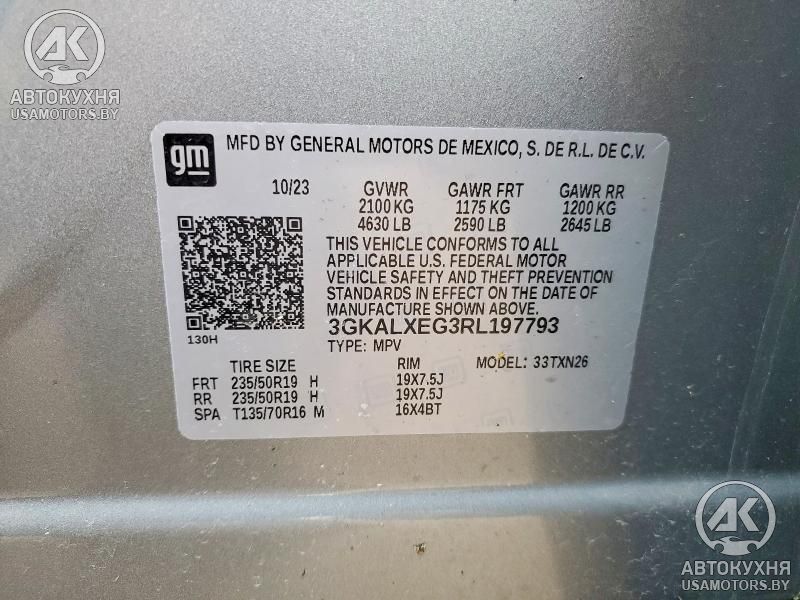 AK
АВТОКУХНЯ
USAMOTORS.BY
gm MFD BY GENERAL MOTORS DE MEXICO, S. DE R.L. DE C.V.
10/23 GVWR GAWR FRT GAWR RR
2100 KG 1175 KG 1200 KG
4630 LB 2590 LB 2645 LB
THIS VEHICLE CONFORMS TO ALL
APPLICABLE U.S. FEDERAL MOTOR
VEHICLE SAFETY AND THEFT PREVENTION
STANDARDS IN EFFECT ON THE DATE OF
MANUFACTURE SHOWN ABOVE.
3GKALXEG3RL197793
130H TYPE: MPV
TIRE SIZE RIM MODEL: 33TXN26
FRT 235/50R19 H 19X7.5J
RR 235/50R19 H 19X7.5J
SPA T135/70R16 M 16X4BT
AK
АВТОКУХНЯ
USAMOTORS.BY